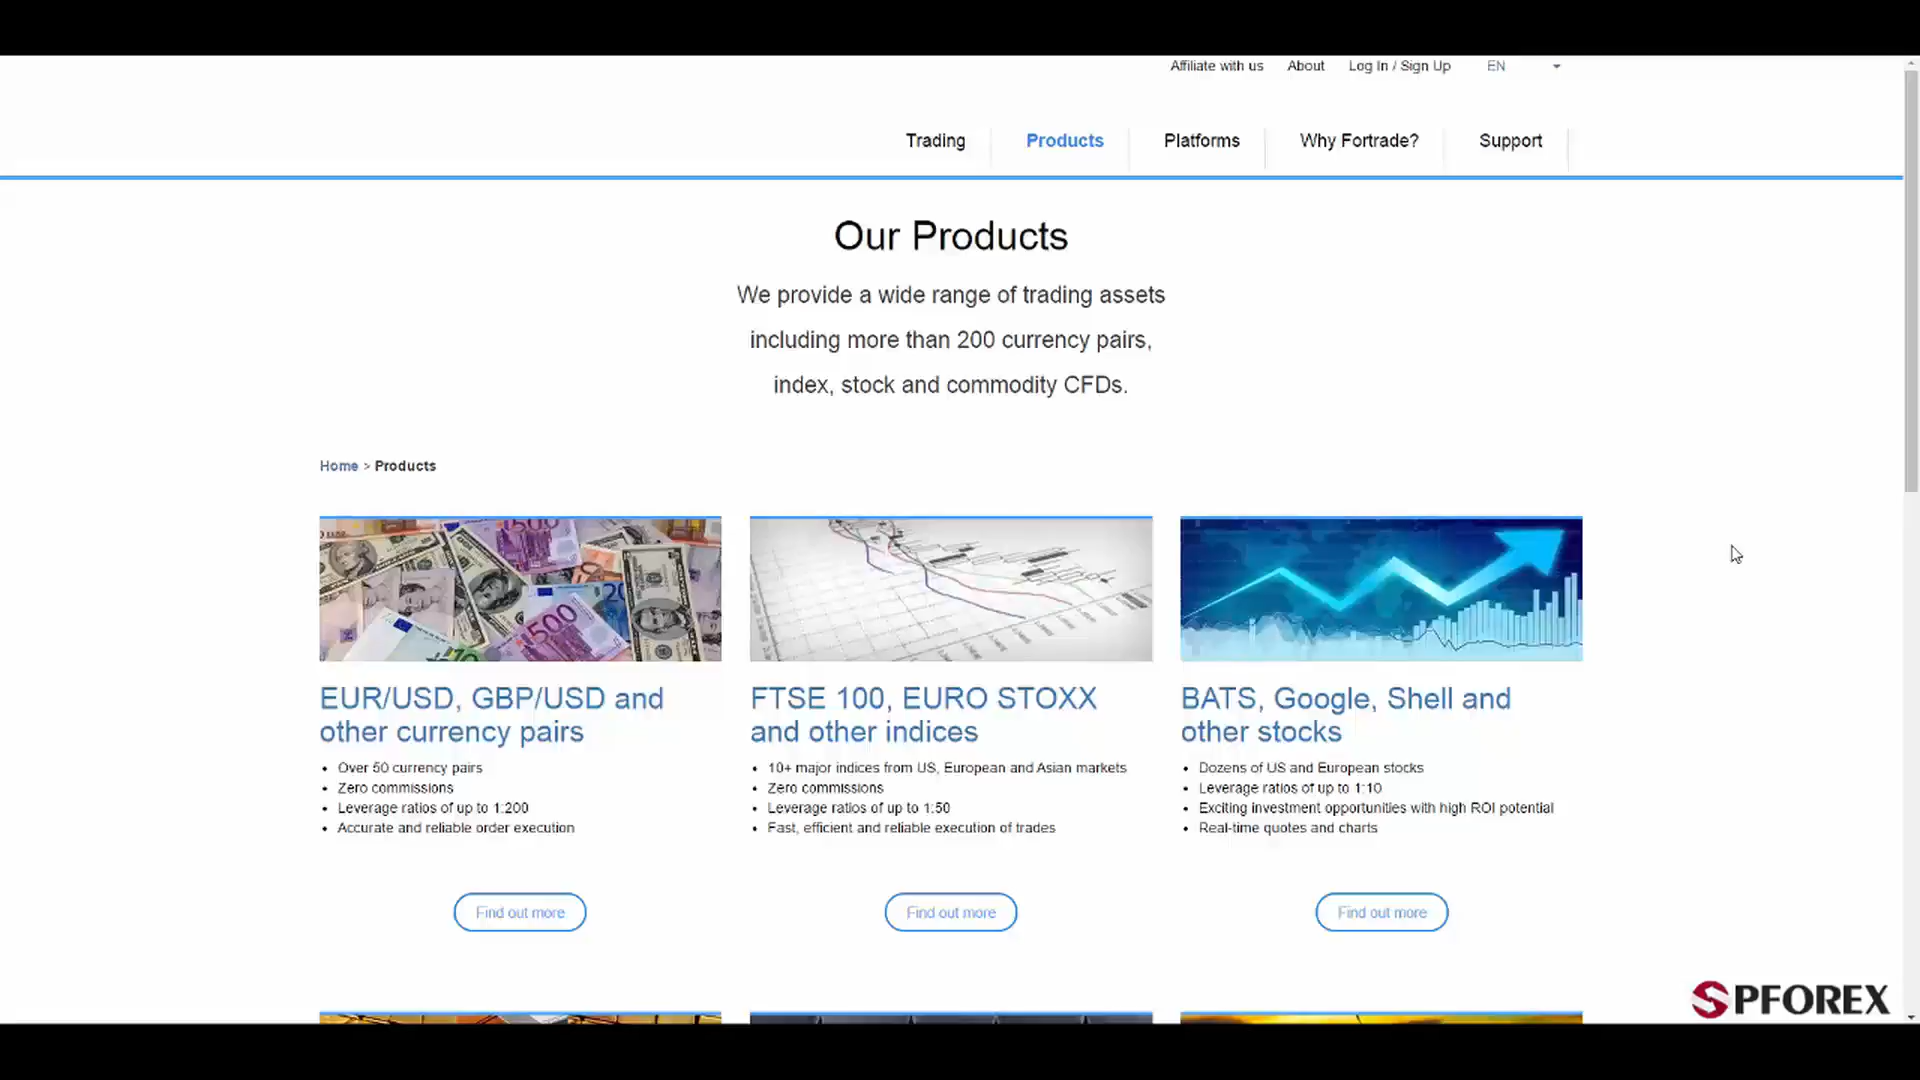 Affiliate with us About Log In / Sign Up EN
Trading Products Platforms Why Fortrade? Support
Our Products
We provide a wide range of trading assets
including more than 200 currency pairs,
index, stock and commodity CFDs.
Home > Products
EUR/USD, GBP/USD and
other currency pairs
• Over 50 currency pairs
• Zero commissions
• Leverage ratios of up to 1:200
• Accurate and reliable order execution
Find out more
FTSE 100, EURO STOXX
and other indices
• 10+ major indices from US, European and Asian markets
• Zero commissions
• Leverage ratios of up to 1:50
• Fast, efficient and reliable execution of trades
Find out more
BATS, Google, Shell and
other stocks
• Dozens of US and European stocks
• Leverage ratios of up to 1:10
• Exciting investment opportunities with high ROI potential
• Real-time quotes and charts
Find out more
SPFOREX